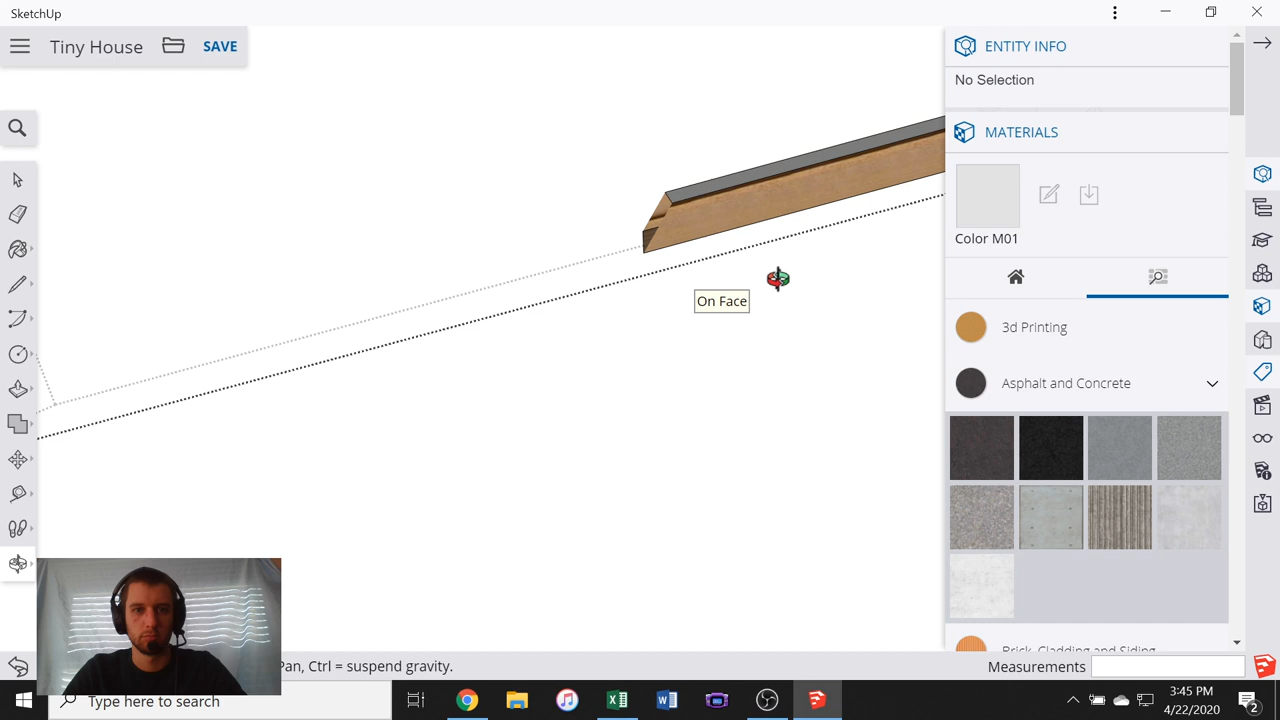 SketchUp
Tiny House
SAVE
ENTITY INFO
No Selection
MATERIALS
Color M01
On Face
3d Printing
Asphalt and Concrete
Brick, Cladding and Siding
Pan, Ctrl = suspend gravity.
Measurements
Type here to search
3:45 PM
4/22/2020
2